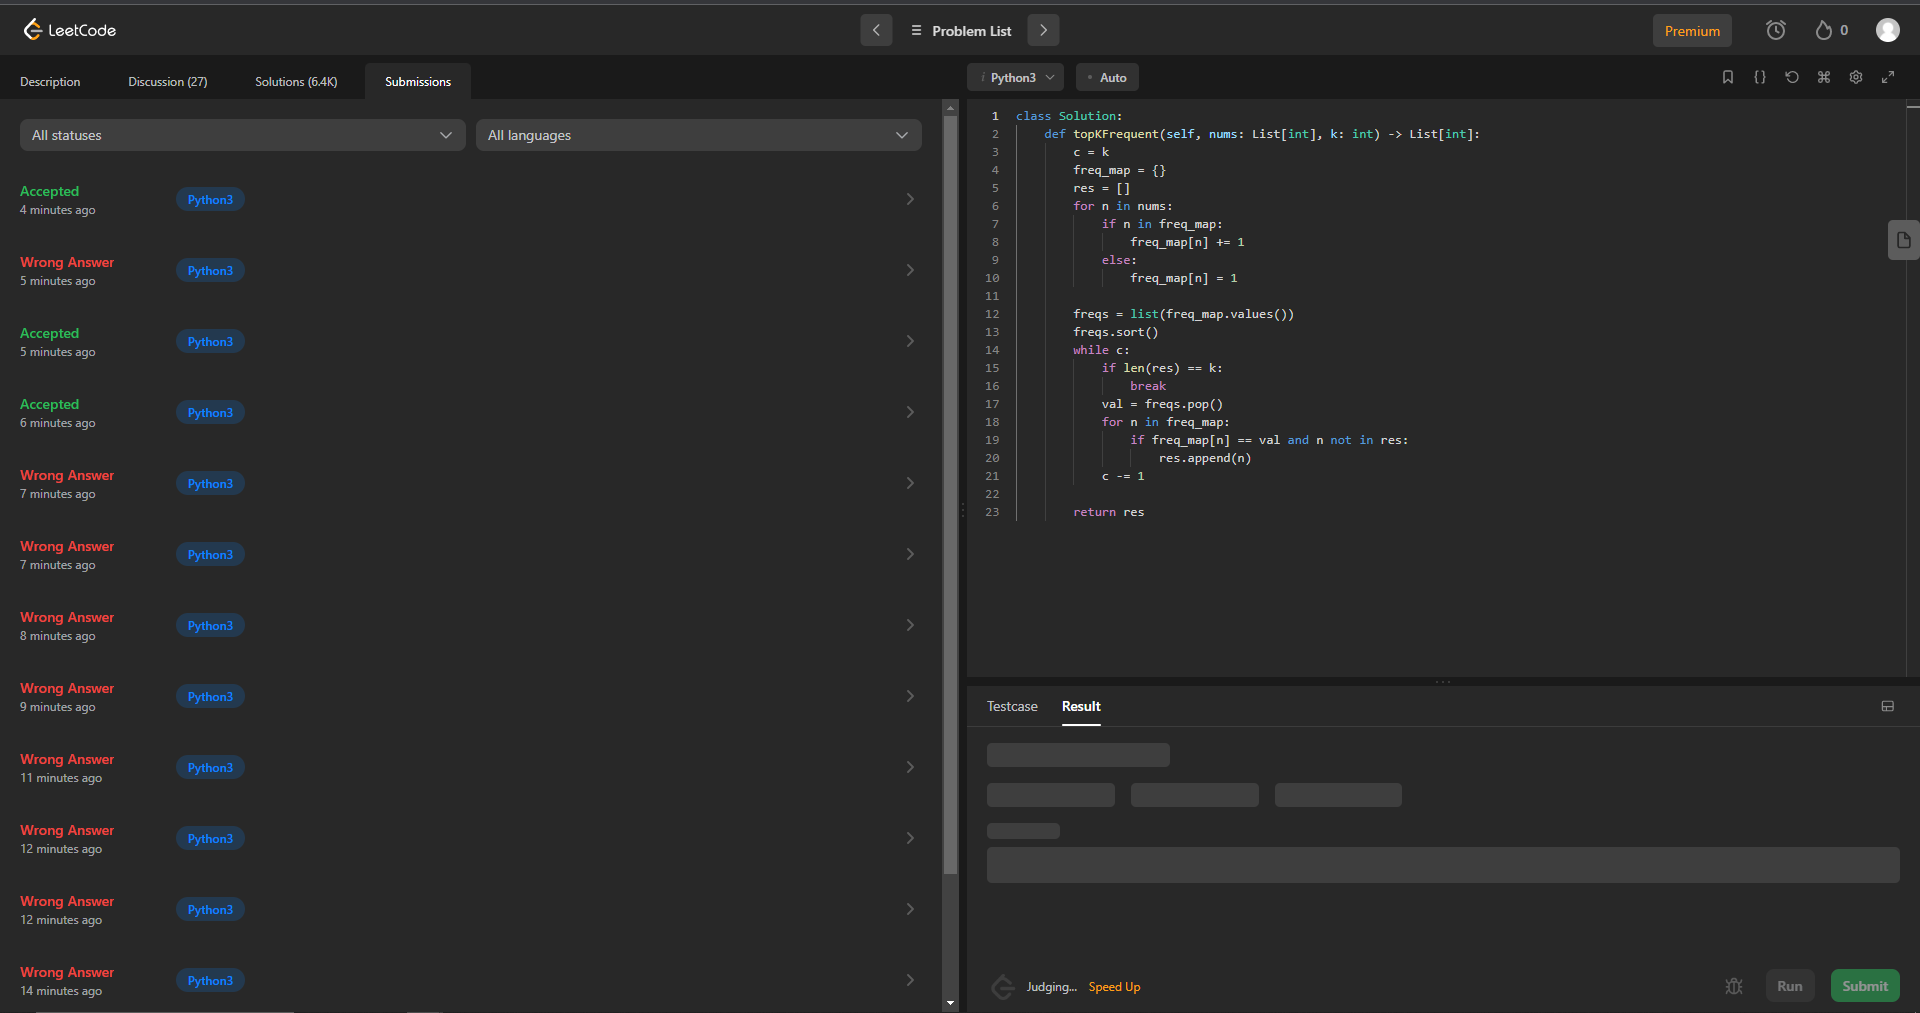 LeetCode
Problem List
Premium
0
Description
Discussion (27)
Solutions (6.4K)
Submissions
i Python3
Auto
All statuses
All languages
Accepted
4 minutes ago
Python3
Wrong Answer
5 minutes ago
Python3
Accepted
5 minutes ago
Python3
Accepted
6 minutes ago
Python3
Wrong Answer
7 minutes ago
Python3
Wrong Answer
7 minutes ago
Python3
Wrong Answer
8 minutes ago
Python3
Wrong Answer
9 minutes ago
Python3
Wrong Answer
11 minutes ago
Python3
Wrong Answer
12 minutes ago
Python3
Wrong Answer
12 minutes ago
Python3
Wrong Answer
14 minutes ago
Python3
1 class Solution:
2     def topKFrequent(self, nums: List[int], k: int) -> List[int]:
3         c = k
4         freq_map = {}
5         res = []
6         for n in nums:
7             if n in freq_map:
8                 freq_map[n] += 1
9             else:
10                 freq_map[n] = 1
11
12         freqs = list(freq_map.values())
13         freqs.sort()
14         while c:
15             if len(res) == k:
16                 break
17             val = freqs.pop()
18             for n in freq_map:
19                 if freq_map[n] == val and n not in res:
20                     res.append(n)
21             c -= 1
22
23         return res
Testcase
Result
Judging...
Speed Up
Run
Submit